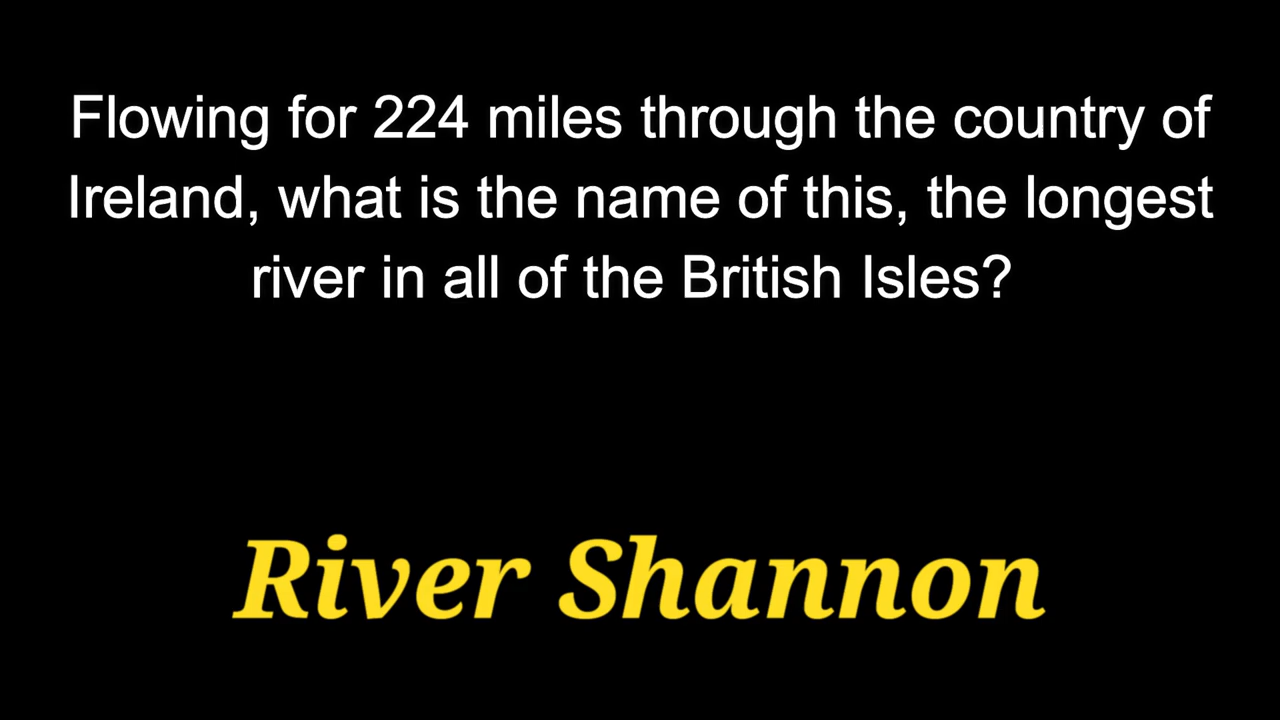 Flowing for 224 miles through the country of
Ireland, what is the name of this, the longest
river in all of the British Isles?
River Shannon